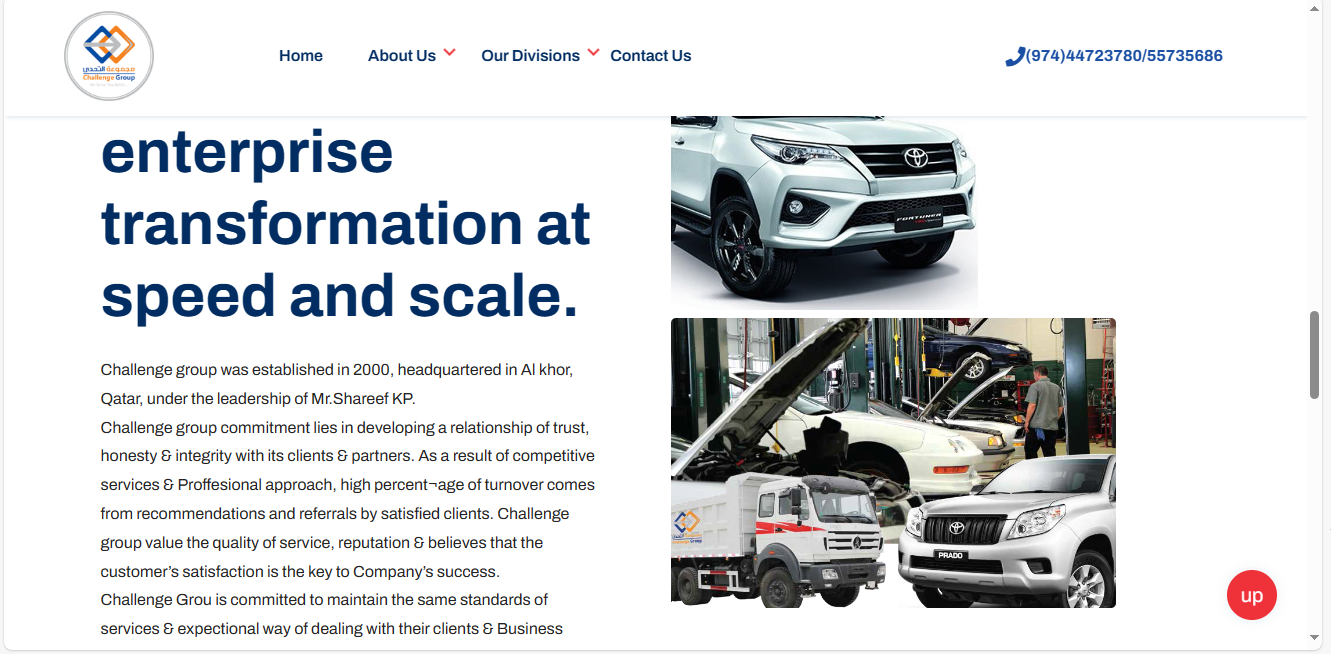 مجموعة التحدي
Challenge Group
Home
About Us
Our Divisions
Contact Us
(974)44723780/55735686
enterprise
transformation at
speed and scale.
Challenge group was established in 2000, headquartered in Al khor,
Qatar, under the leadership of Mr.Shareef KP.
Challenge group commitment lies in developing a relationship of trust,
honesty & integrity with its clients & partners. As a result of competitive
services & Proffesional approach, high percent¬age of turnover comes
from recommendations and referrals by satisfied clients. Challenge
group value the quality of service, reputation & believes that the
customer’s satisfaction is the key to Company’s success.
Challenge Grou is committed to maintain the same standards of
services & expectional way of dealing with their clients & Business
FORTUNER
Challenge Group
PRADO
up